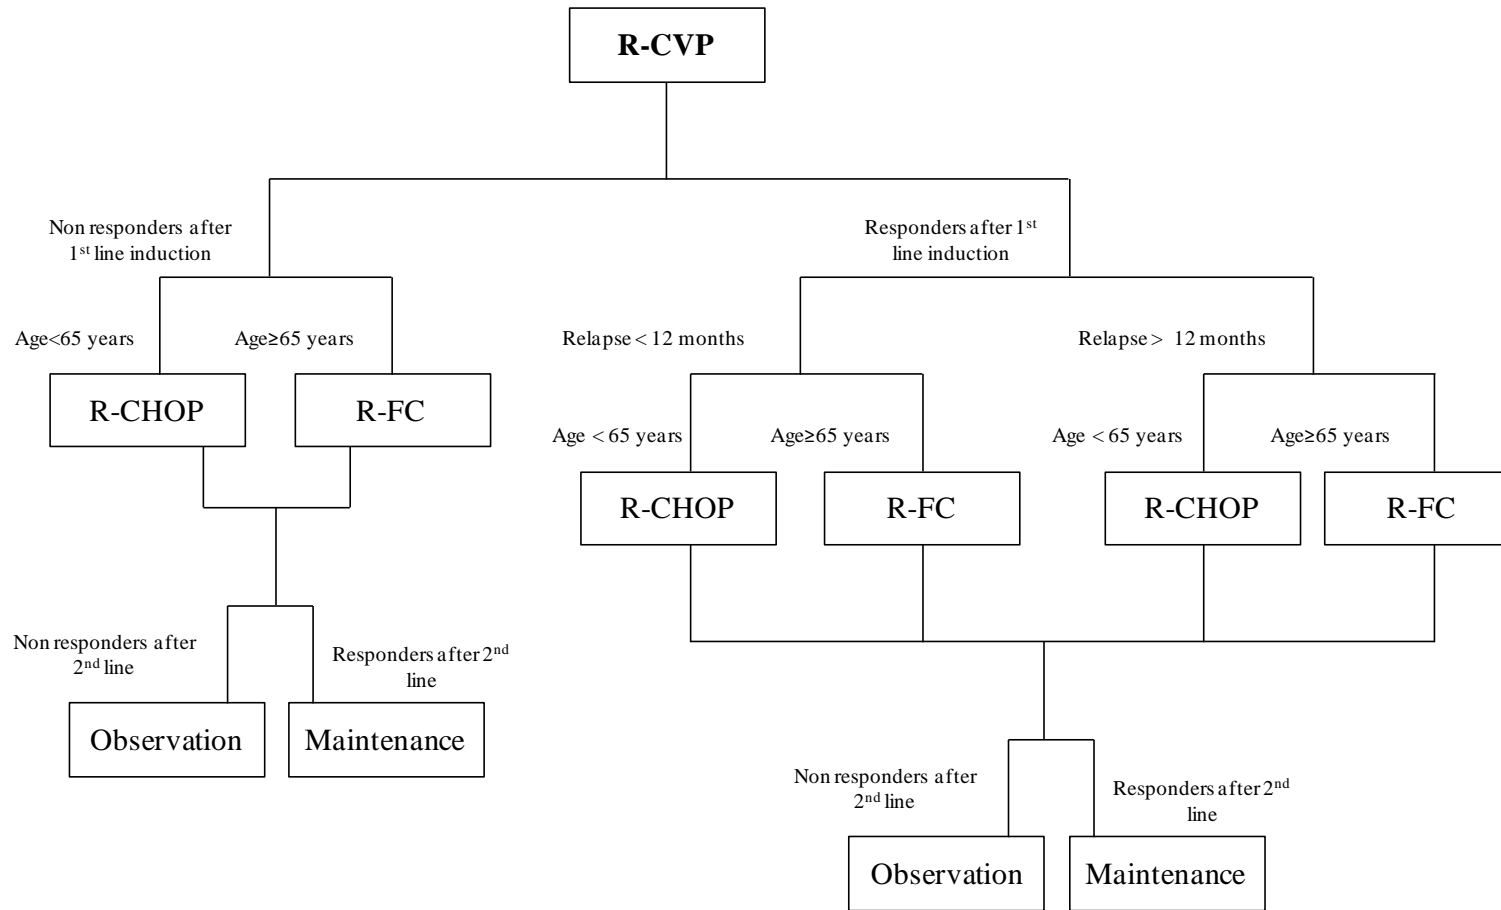 R-CVP
Non responders after
1st line induction
Responders after 1st
line induction
Age<65 years
Age≥65 years
Relapse < 12 months
Relapse > 12 months
R-CHOP
R-FC
Age < 65 years
Age≥65 years
Age < 65 years
Age≥65 years
R-CHOP
R-FC
R-CHOP
R-FC
Non responders after
2nd line
Responders after 2nd
line
Observation
Maintenance
Non responders after
2nd line
Responders after 2nd
line
Observation
Maintenance